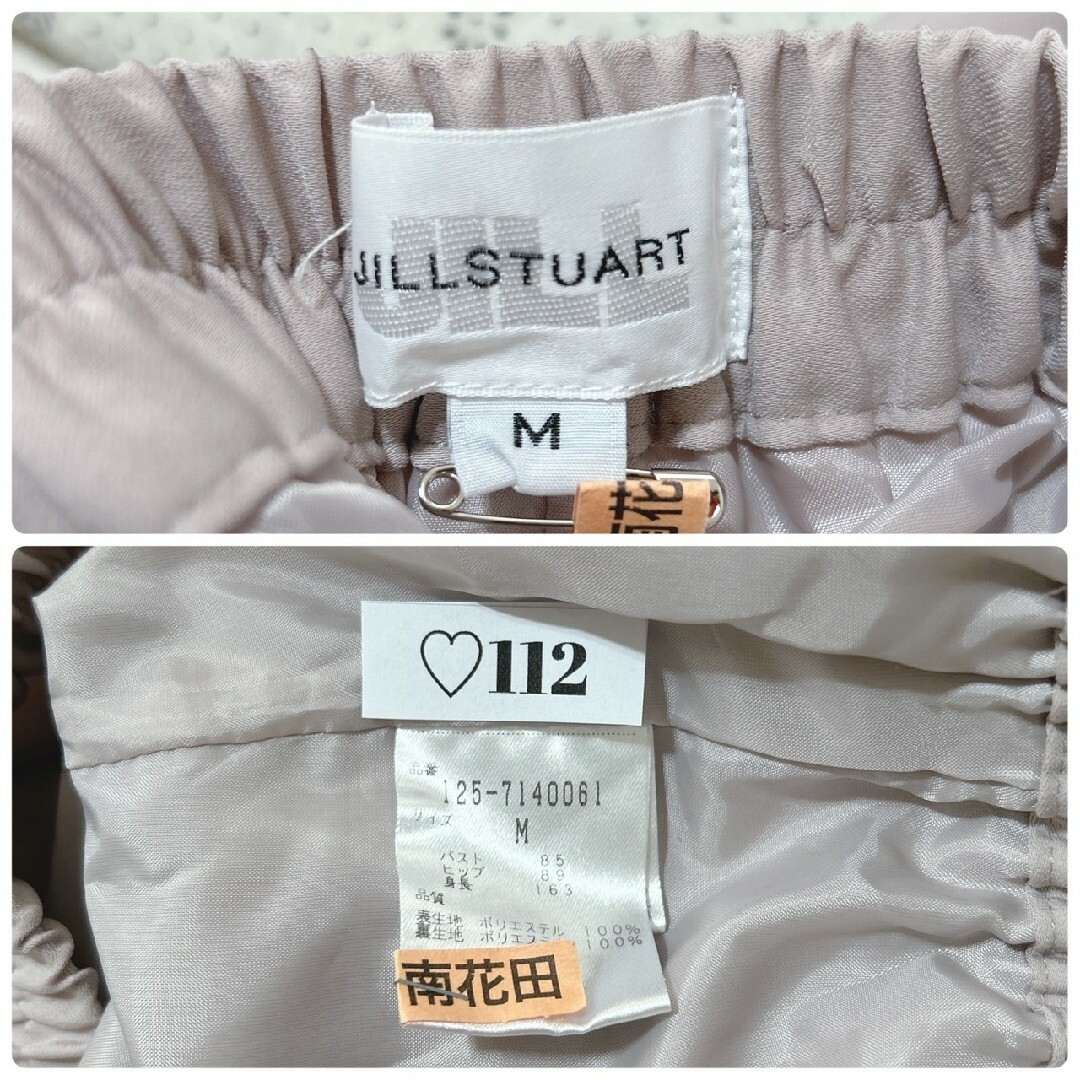 JILL
JILLSTUART
M
南花
♡112
品番
125-7140061
サイズ
M
バスト 85
ヒップ 89
身長 163
品質
表生地 ポリエステル 100%
裏生地 ポリエステル 100%
南花田